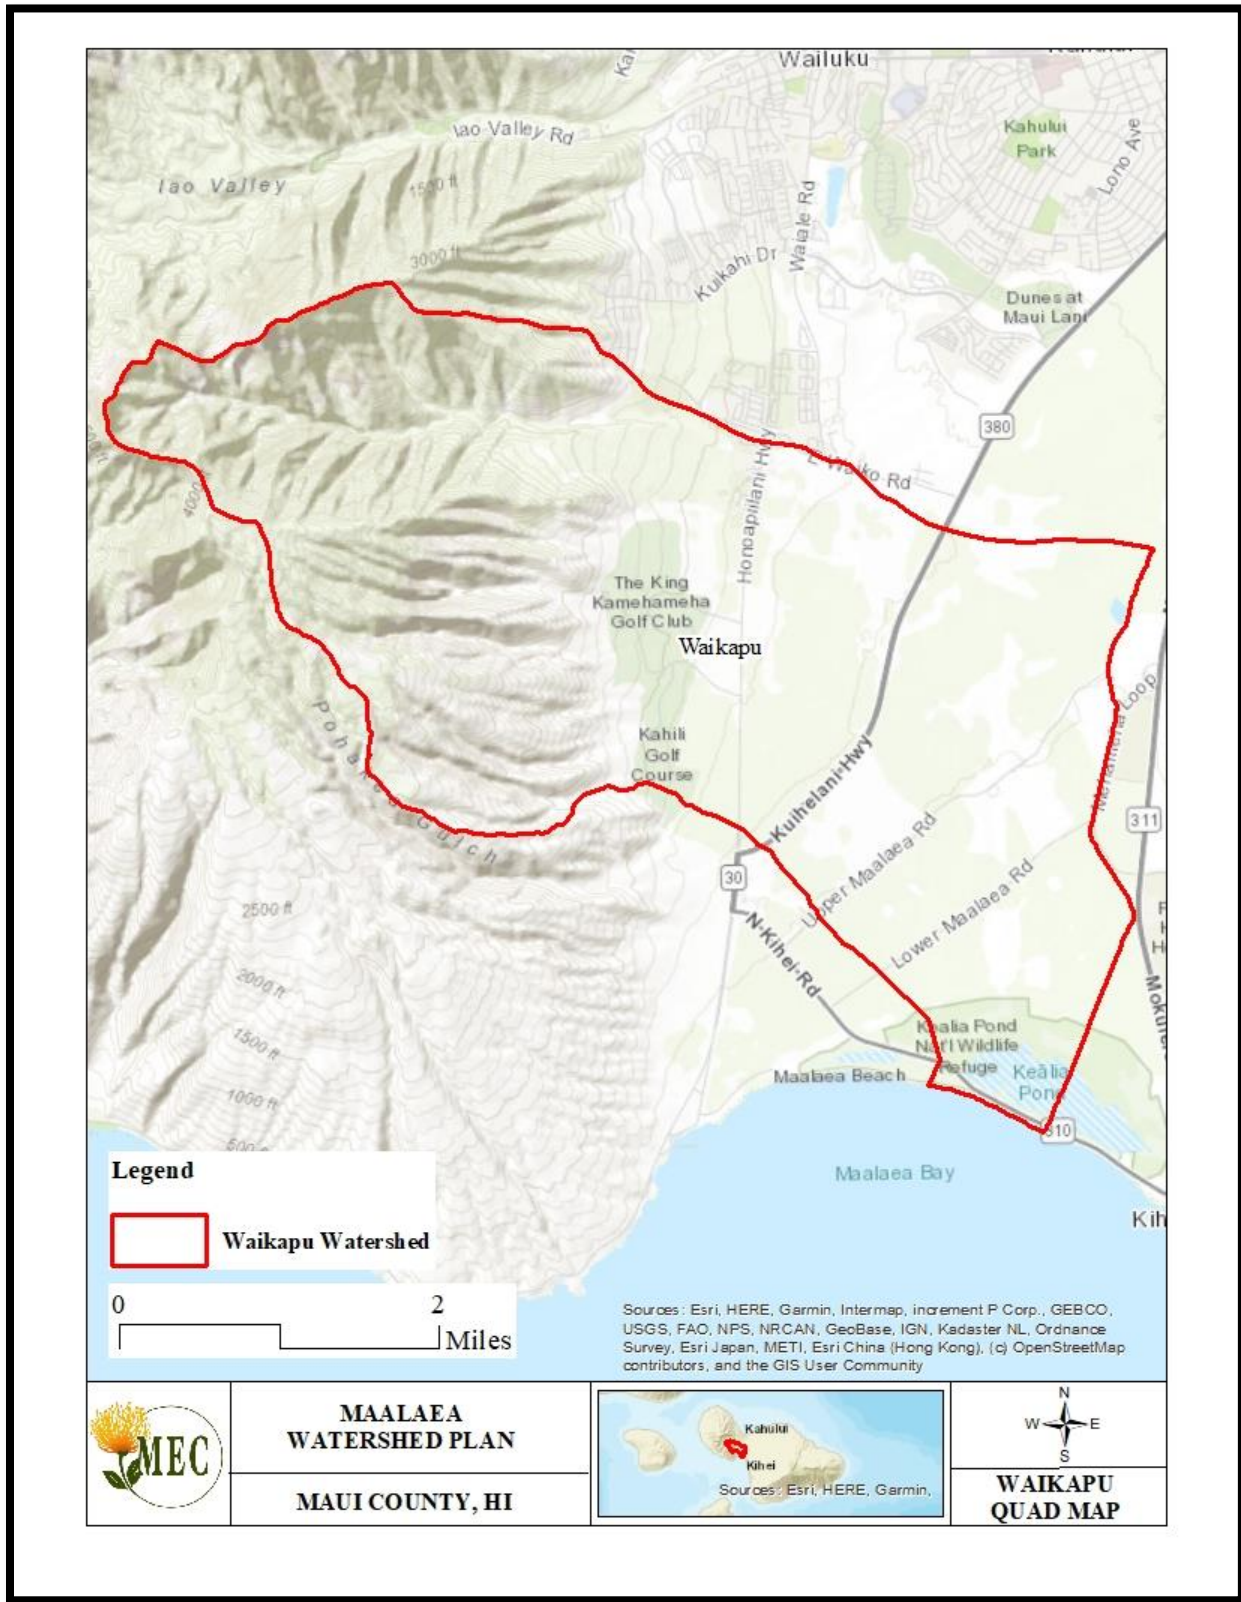 Wailuku
Iao Valley Rd
Kahului
Park
Lono Ave
Iao Valley
1500 ft
Waiale Rd
3000 ft
Kuikahi Dr
Dunes at
Maui Lani
380
Honoapiilani Hwy
E Waiko Rd
The King
Kamehameha
Golf Club
Waikapu
Kahili
Golf
Course
Kuihelani Hwy
Loop
311
Gulch
30
Upper Maalaea Rd
Lower Maalaea Rd
2500 ft
N Kihei Rd
2000 ft
1500 ft
1000 ft
Kealia Pond
Nat'l Wildlife
Refuge
Keālia
Pond
Maalaea Beach
310
Maalaea Bay
Legend
Waikapu Watershed
0 2
Miles
Sources: Esri, HERE, Garmin, Intermap, increment P Corp., GEBCO,
USGS, FAO, NPS, NRCAN, GeoBase, IGN, Kadaster NL, Ordnance
Survey, Esri Japan, METI, Esri China (Hong Kong), (c) OpenStreetMap
contributors, and the GIS User Community
MEC
MAALAEA
WATERSHED PLAN
MAUI COUNTY, HI
Kahului
Kihei
Sources: Esri, HERE, Garmin,
N
W E
S
WAIKAPU
QUAD MAP